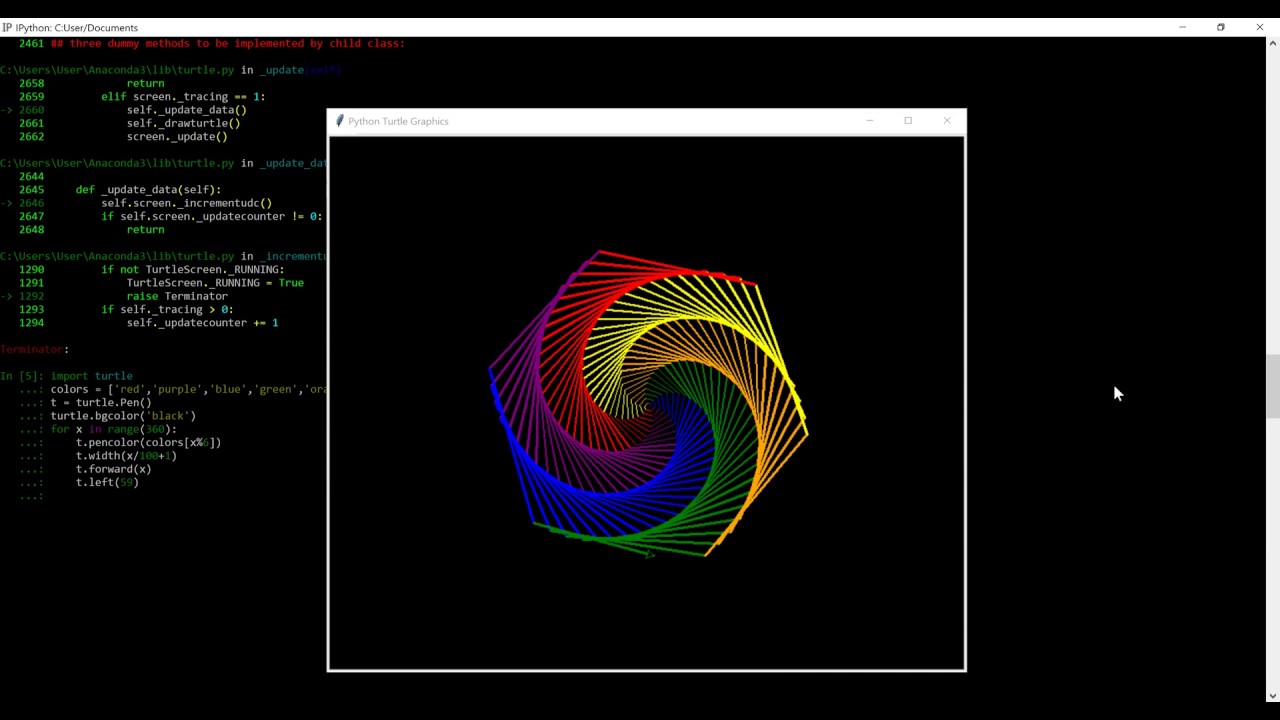 IP IPython: C:User/Documents
2461 ## three dummy methods to be implemented by child class:
C:\Users\User\Anaconda3\lib\turtle.py in _update(self)
2658 return
2659 elif screen._tracing == 1:
-> 2660 self._update_data()
2661 self._drawturtle()
2662 screen._update()
C:\Users\User\Anaconda3\lib\turtle.py in _update_dat
2644
2645 def _update_data(self):
-> 2646 self.screen._incrementudc()
2647 if self.screen._updatecounter != 0:
2648 return
C:\Users\User\Anaconda3\lib\turtle.py in _incrementu
1290 if not TurtleScreen._RUNNING:
1291 TurtleScreen._RUNNING = True
-> 1292 raise Terminator
1293 if self._tracing > 0:
1294 self._updatecounter += 1
Terminator:
In [5]: import turtle
...: colors = ['red','purple','blue','green','ora
...: t = turtle.Pen()
...: turtle.bgcolor('black')
...: for x in range(360):
...: t.pencolor(colors[x%6])
...: t.width(x/100+1)
...: t.forward(x)
...: t.left(59)
...:
Python Turtle Graphics